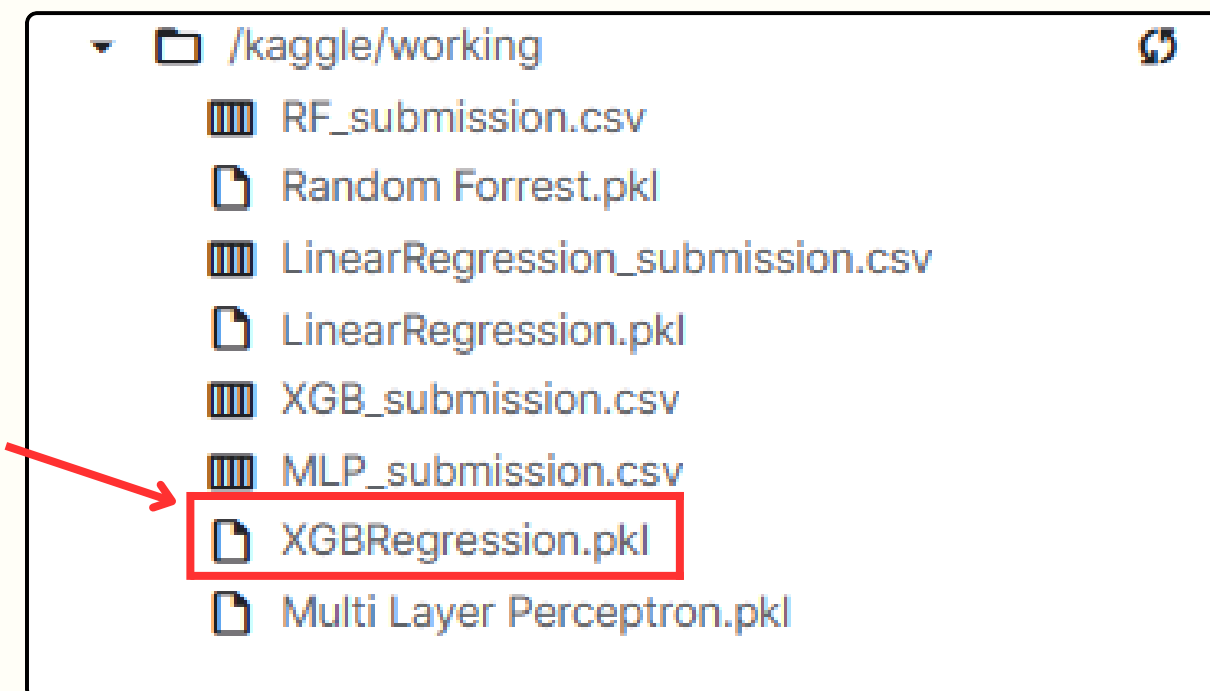 /kaggle/working
RF_submission.csv
Random Forrest.pkl
LinearRegression_submission.csv
LinearRegression.pkl
XGB_submission.csv
MLP_submission.csv
XGBRegression.pkl
Multi Layer Perceptron.pkl